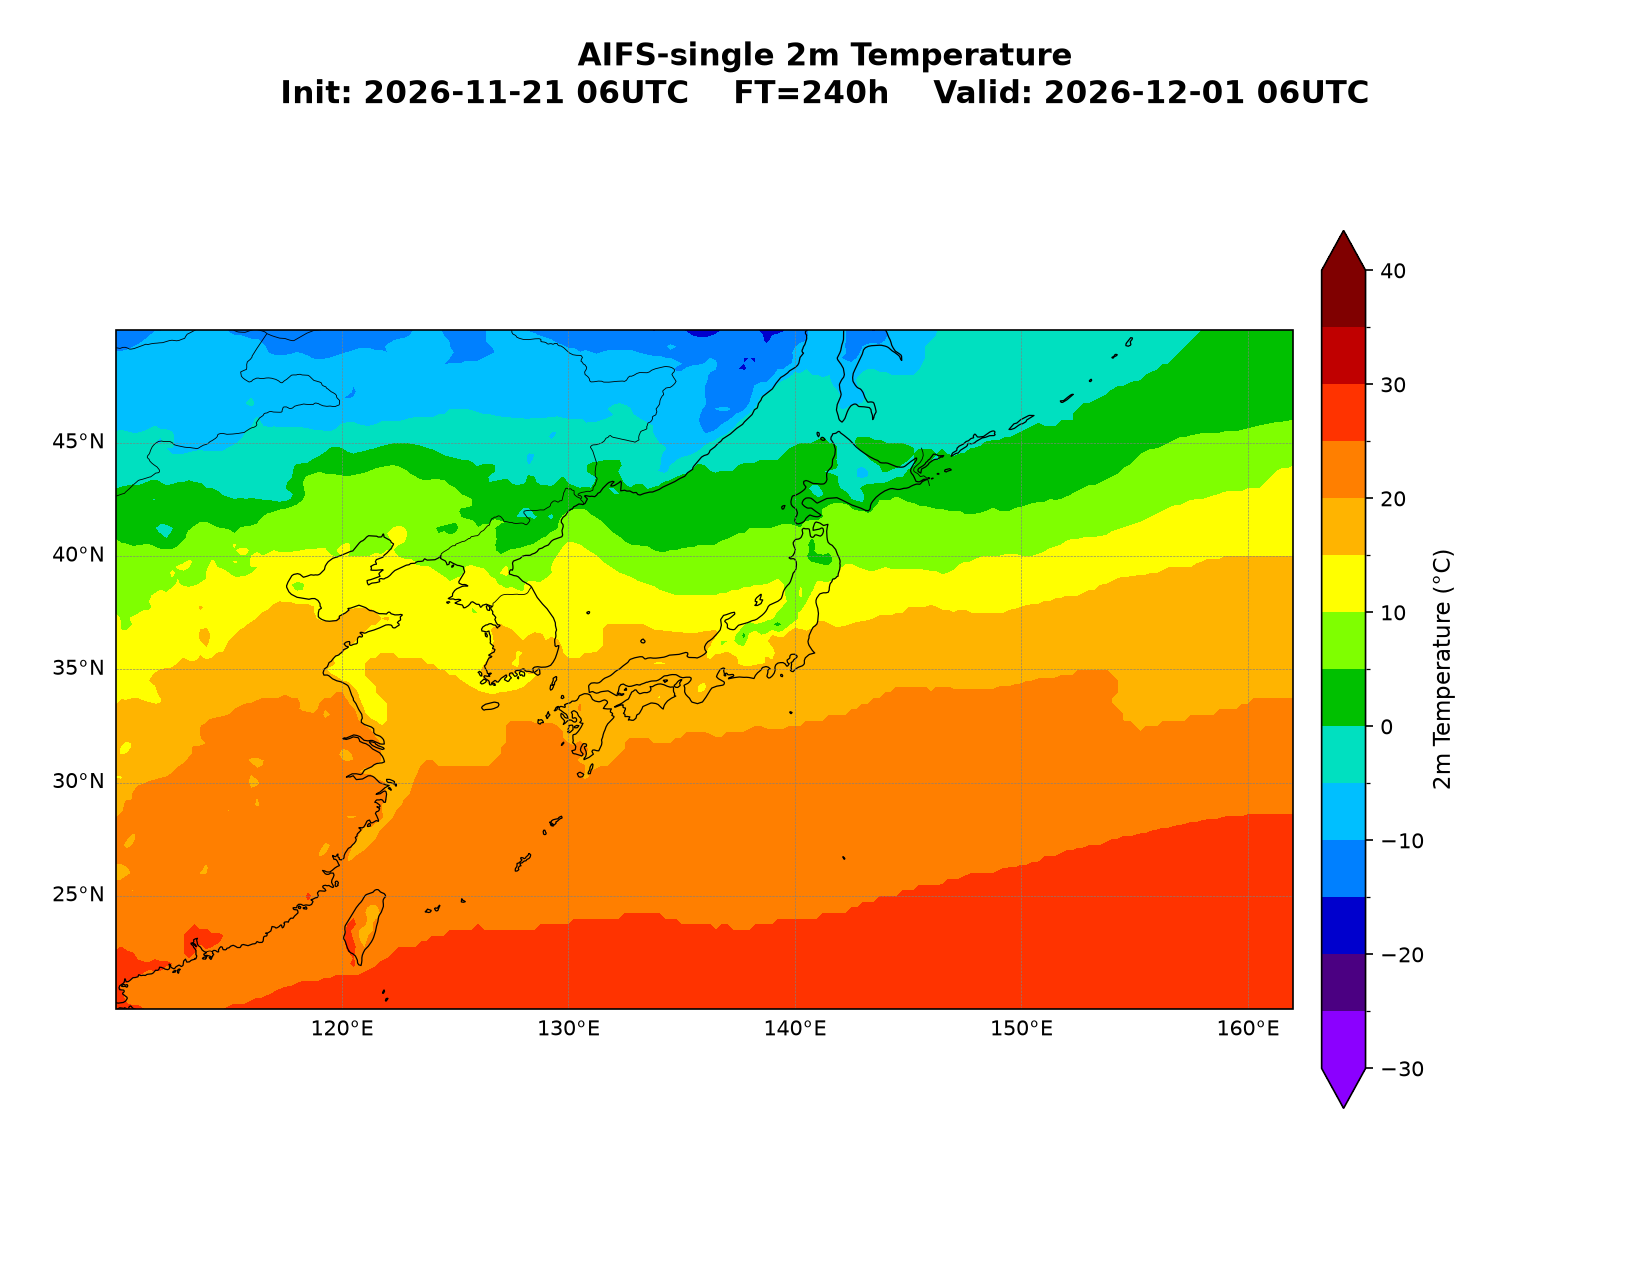 AIFS-single 2m Temperature
Init: 2026-11-21 06UTC    FT=240h    Valid: 2026-12-01 06UTC
40
30
20
10
0
−10
−20
−30
2m Temperature (°C)
45°N
40°N
35°N
30°N
25°N
120°E
130°E
140°E
150°E
160°E